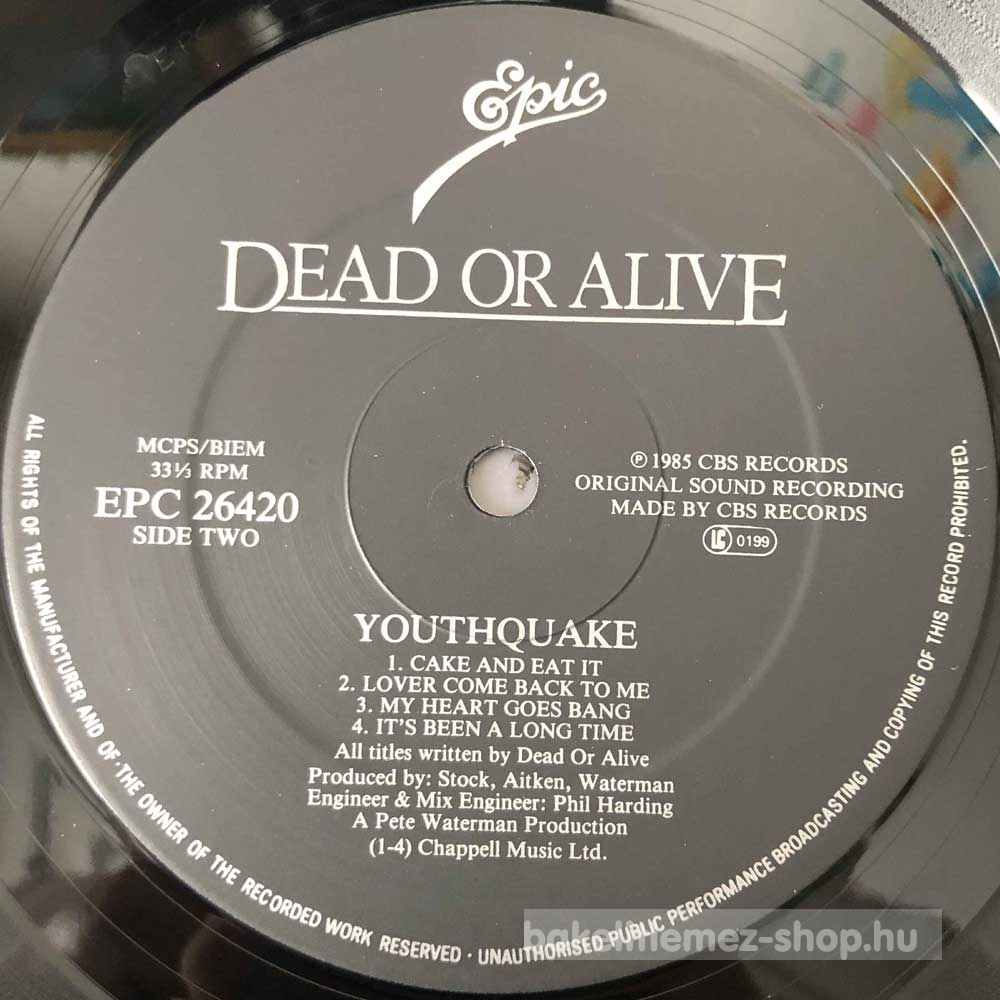 Epic
DEAD OR ALIVE
MCPS/BIEM
33⅓ RPM
EPC 26420
SIDE TWO
℗ 1985 CBS RECORDS
ORIGINAL SOUND RECORDING
MADE BY CBS RECORDS
LC 0199
YOUTHQUAKE
1. CAKE AND EAT IT
2. LOVER COME BACK TO ME
3. MY HEART GOES BANG
4. IT'S BEEN A LONG TIME
All titles written by Dead Or Alive
Produced by: Stock, Aitken, Waterman
Engineer & Mix Engineer: Phil Harding
A Pete Waterman Production
(1-4) Chappell Music Ltd.
ALL RIGHTS OF THE MANUFACTURER AND OF · THE OWNER OF THE RECORDED WORK RESERVED · UNAUTHORISED PUBLIC PERFORMANCE BROADCASTING AND COPYING OF THIS RECORD PROHIBITED.
bakelitlemez-shop.hu